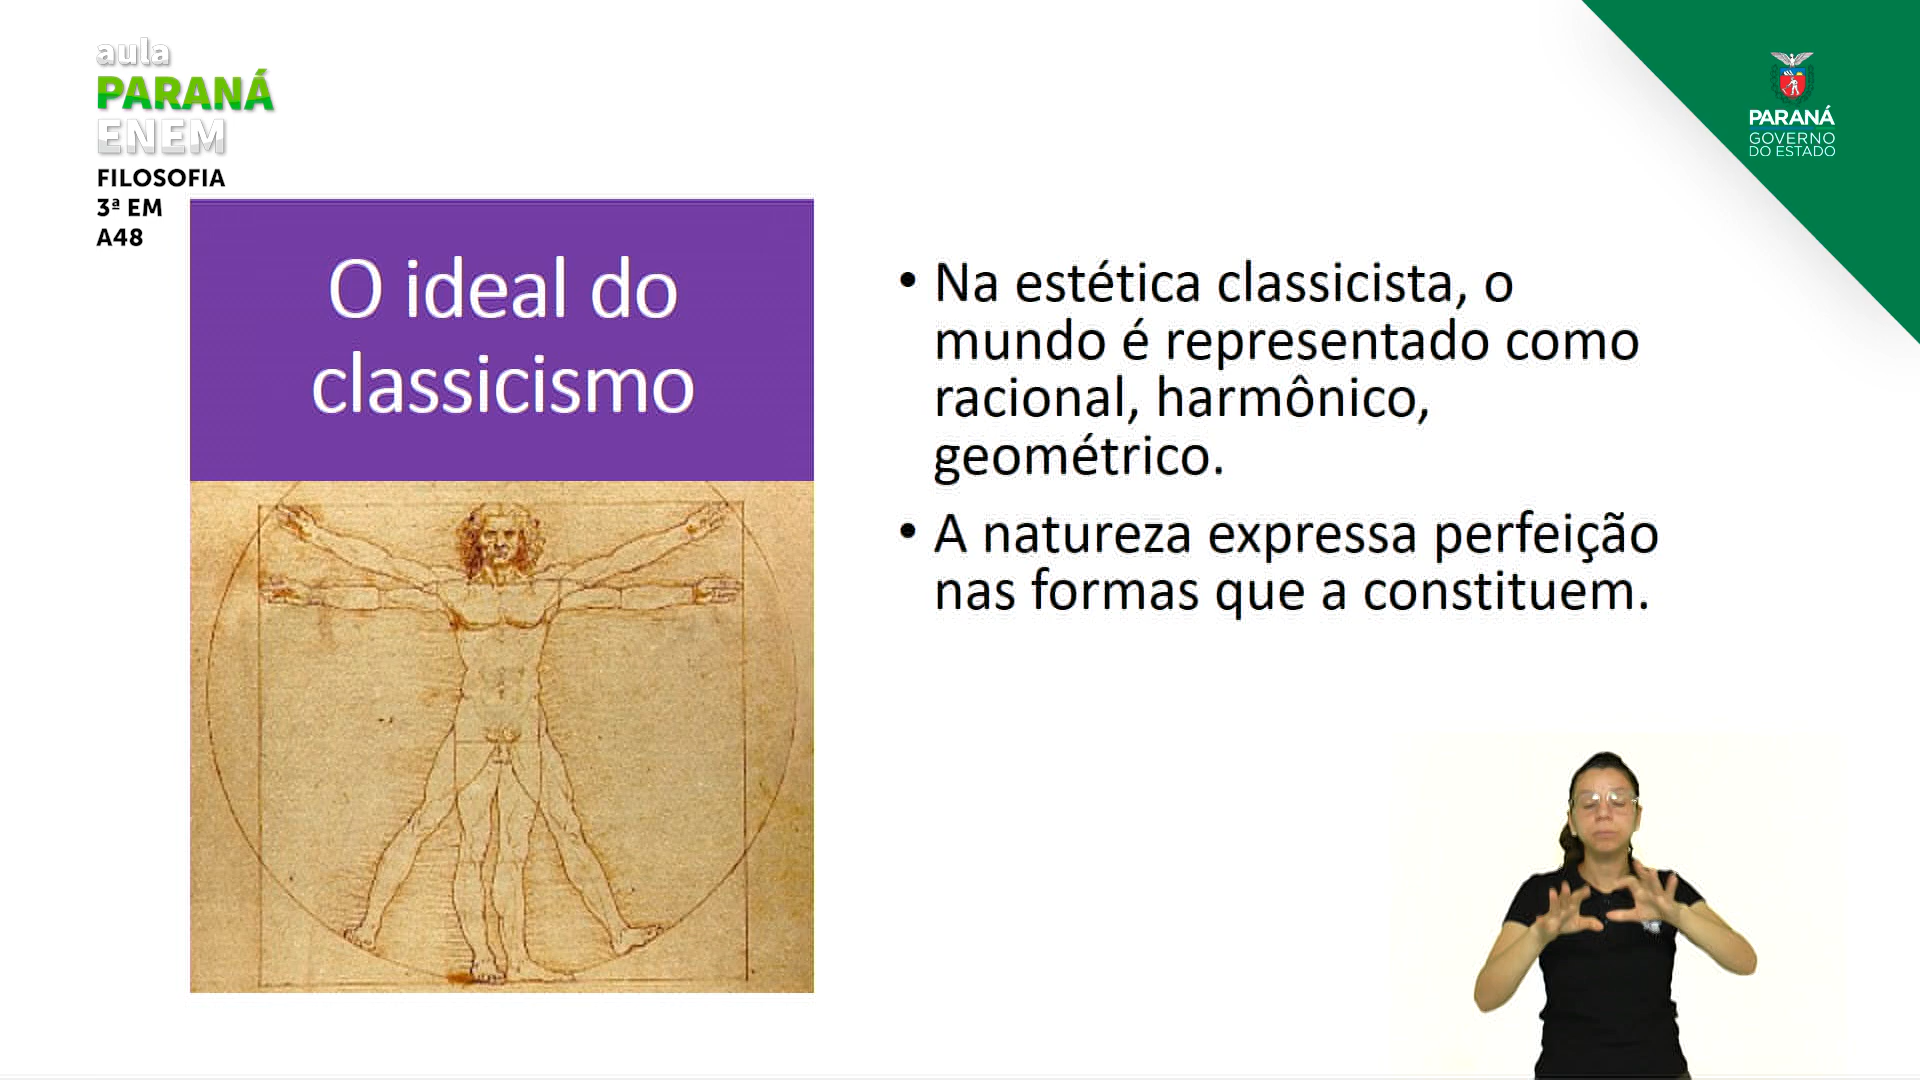 aula
PARANÁ
ENEM
FILOSOFIA
3ª EM
A48
PARANÁ
GOVERNO
DO ESTADO
O ideal do
classicismo
• Na estética classicista, o
mundo é representado como
racional, harmônico,
geométrico.
• A natureza expressa perfeição
nas formas que a constituem.